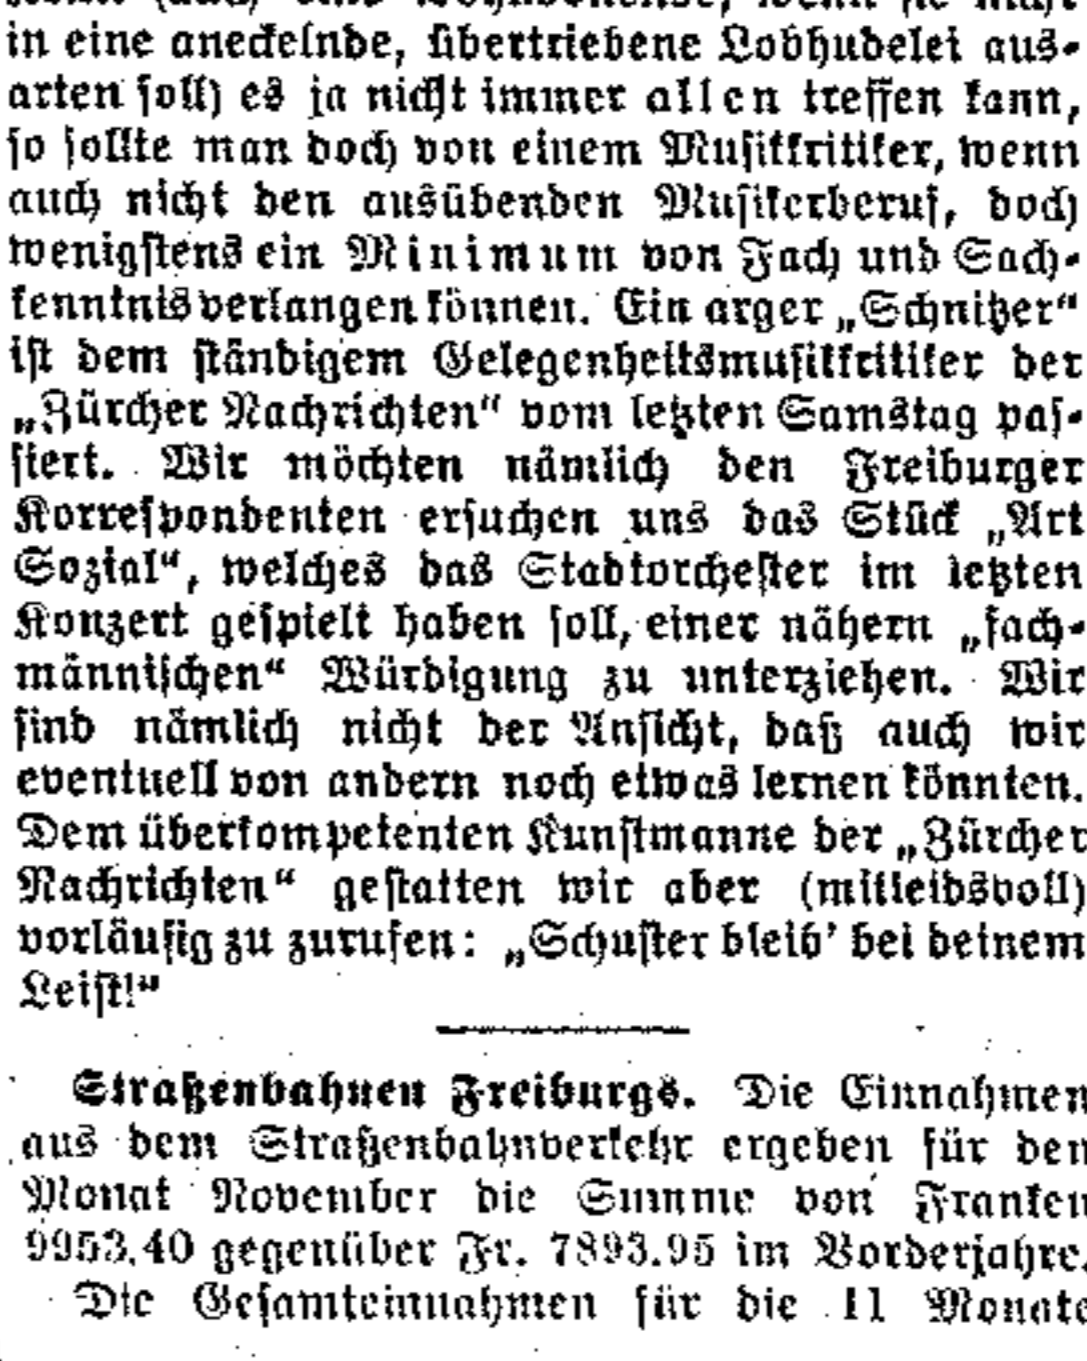 in eine aneckelnde, übertriebene Lobhudelei aus-
arten soll) es ja nicht immer allen treffen kann,
so sollte man doch von einem Musikkritiker, wenn
auch nicht den ausübenden Musikerberuf, doch
wenigstens ein Minimum von Fach und Sach-
kenntnis verlangen können. Ein arger „Schnitzer“
ist dem ständigem Gelegenheitsmusikkritiker der
„Zürcher Nachrichten“ vom letzten Samstag pas-
siert. Wir möchten nämlich den Freiburger
Korrespondenten ersuchen uns das Stück „Art
Sozial“, welches das Stadtorchester im letzten
Konzert gespielt haben soll, einer nähern „fach-
männischen“ Würdigung zu unterziehen. Wir
sind nämlich nicht der Ansicht, daß auch wir
eventuell von andern noch etwas lernen könnten.
Dem überkompetenten Kunstmanne der „Zürcher
Nachrichten“ gestatten wir aber (mitleidsvoll)
vorläufig zu zurufen: „Schuster bleib’ bei deinem
Leist!“
Straßenbahnen Freiburgs. Die Einnahmen
aus dem Straßenbahnverkehr ergeben für den
Monat November die Summe von Franken
9953.40 gegenüber Fr. 7893.95 im Vorderjahre.
Die Gesamteinnahmen für die 11 Monate